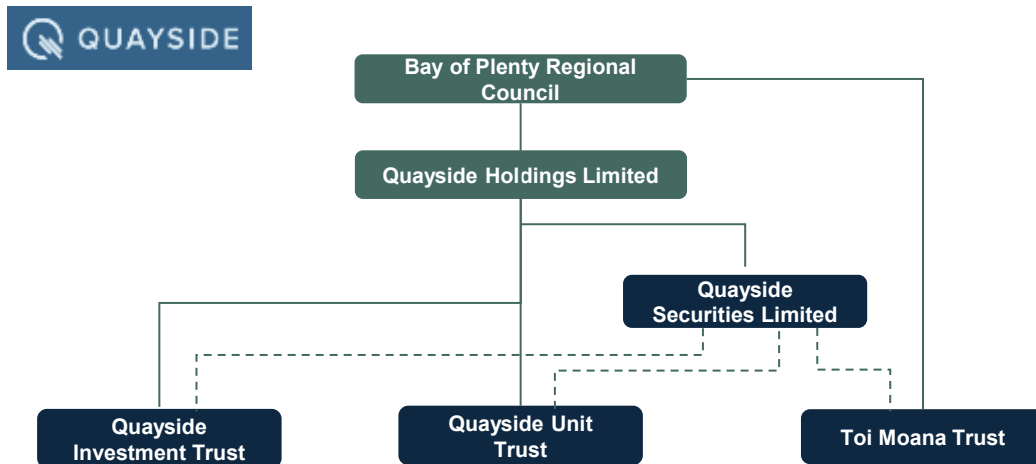 QUAYSIDE
Bay of Plenty Regional
Council
Quayside Holdings Limited
Quayside
Securities Limited
Quayside
Investment Trust
Quayside Unit
Trust
Toi Moana Trust